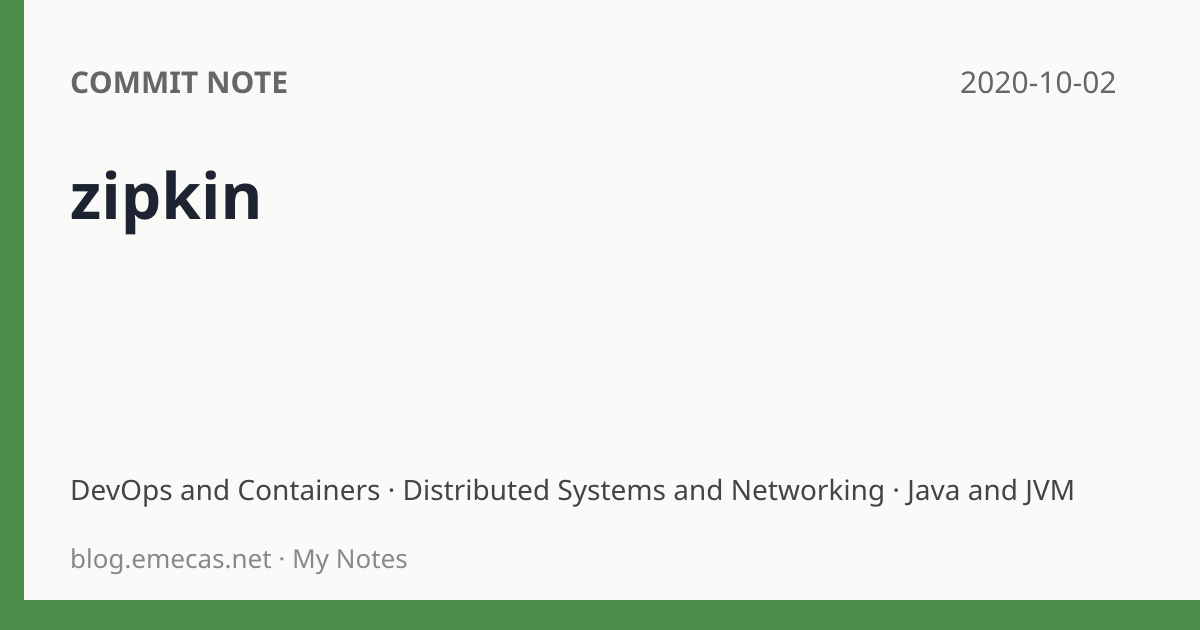 COMMIT NOTE
2020-10-02
zipkin
DevOps and Containers · Distributed Systems and Networking · Java and JVM
blog.emecas.net · My Notes